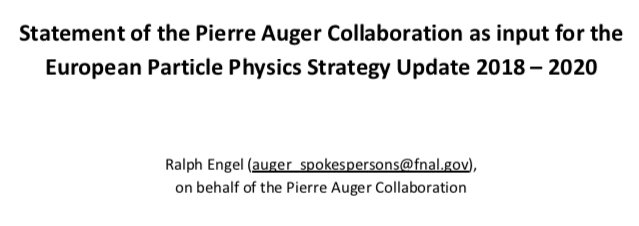 Statement of the Pierre Auger Collaboration as input for the
European Particle Physics Strategy Update 2018 – 2020
Ralph Engel (auger_spokespersons@fnal.gov),
on behalf of the Pierre Auger Collaboration